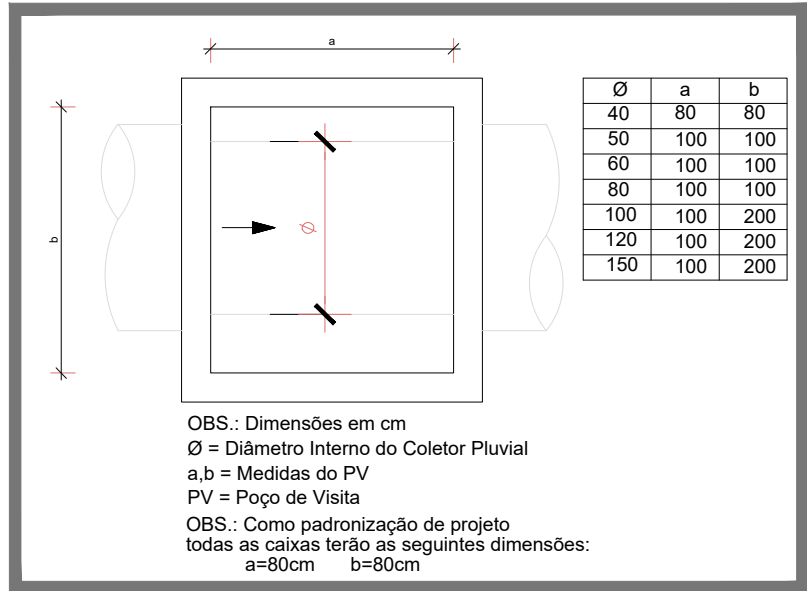 a
b
Ø
Ø a b
40 80 80
50 100 100
60 100 100
80 100 100
100 100 200
120 100 200
150 100 200
OBS.: Dimensões em cm
Ø = Diâmetro Interno do Coletor Pluvial
a,b = Medidas do PV
PV = Poço de Visita
OBS.: Como padronização de projeto
todas as caixas terão as seguintes dimensões:
a=80cm b=80cm